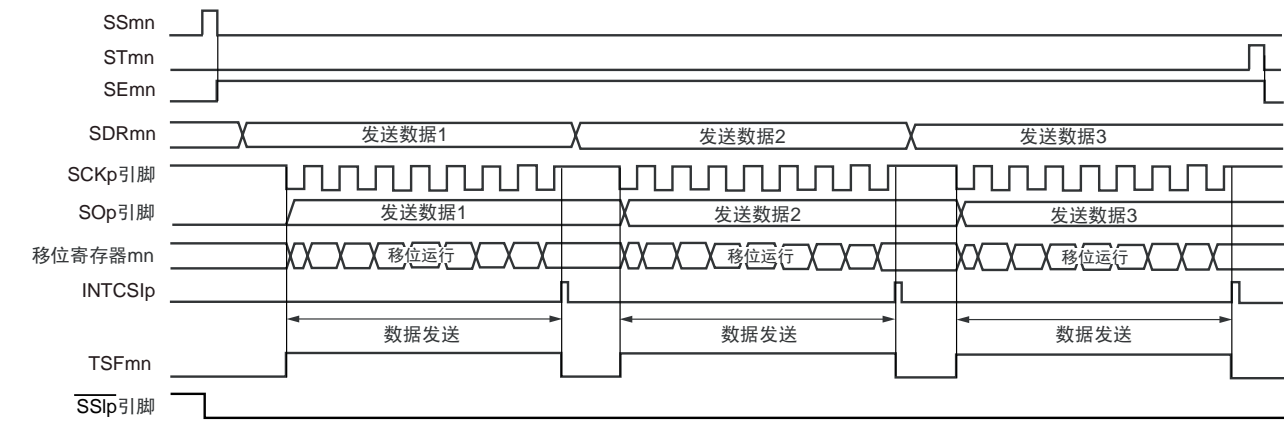 SSmn
STmn
SEmn
SDRmn 发送数据1 发送数据2 发送数据3
SCKp引脚
SOp引脚 发送数据1 发送数据2 发送数据3
移位寄存器mn 移位运行 移位运行 移位运行
INTCSIp
数据发送 数据发送 数据发送
TSFmn
SSIp引脚